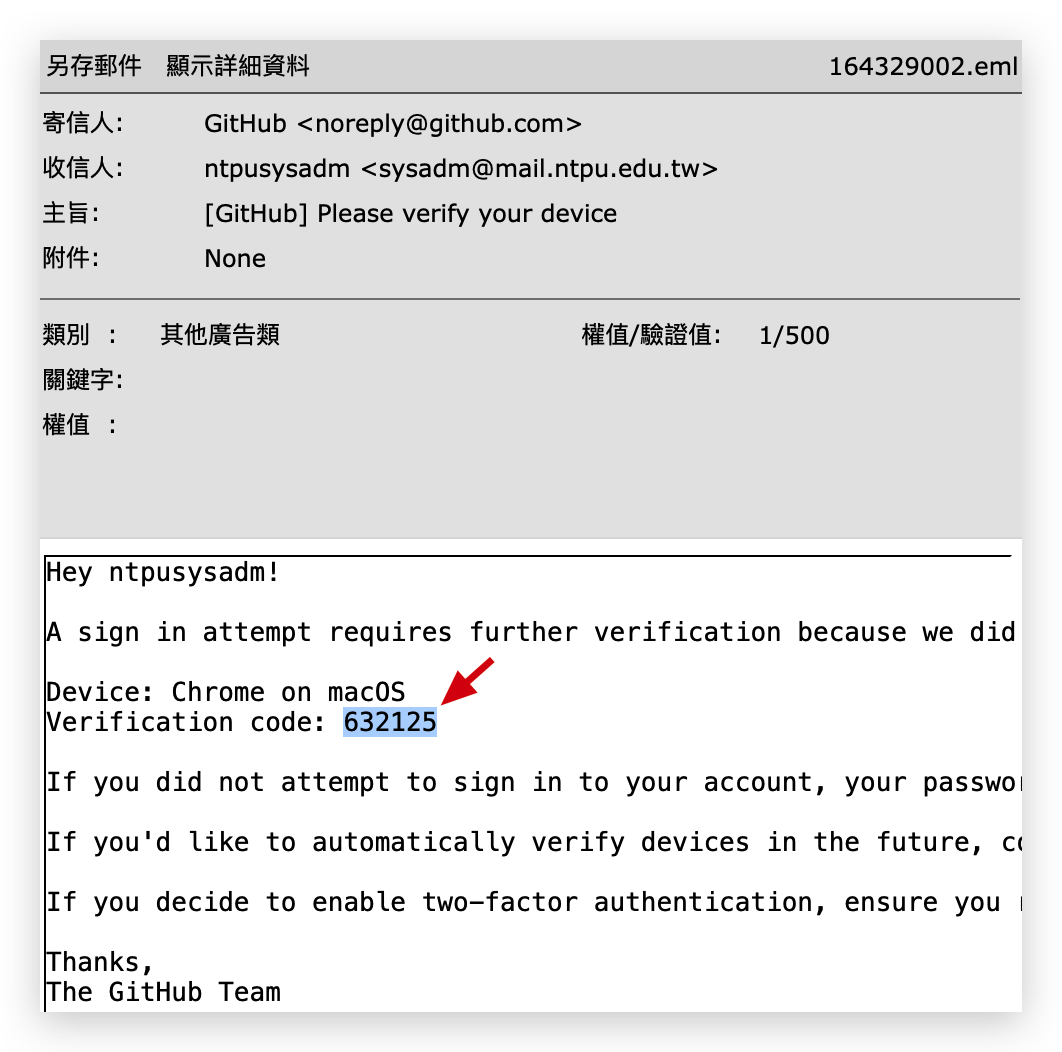 另存郵件 顯示詳細資料 164329002.eml
寄信人: GitHub <noreply@github.com>
收信人: ntpusysadm <sysadm@mail.ntpu.edu.tw>
主旨: [GitHub] Please verify your device
附件: None
類別 : 其他廣告類 權值/驗證值: 1/500
關鍵字:
權值 :
Hey ntpusysadm!
A sign in attempt requires further verification because we did
Device: Chrome on macOS
Verification code: 632125
If you did not attempt to sign in to your account, your passwor
If you'd like to automatically verify devices in the future, co
If you decide to enable two-factor authentication, ensure you
Thanks,
The GitHub Team